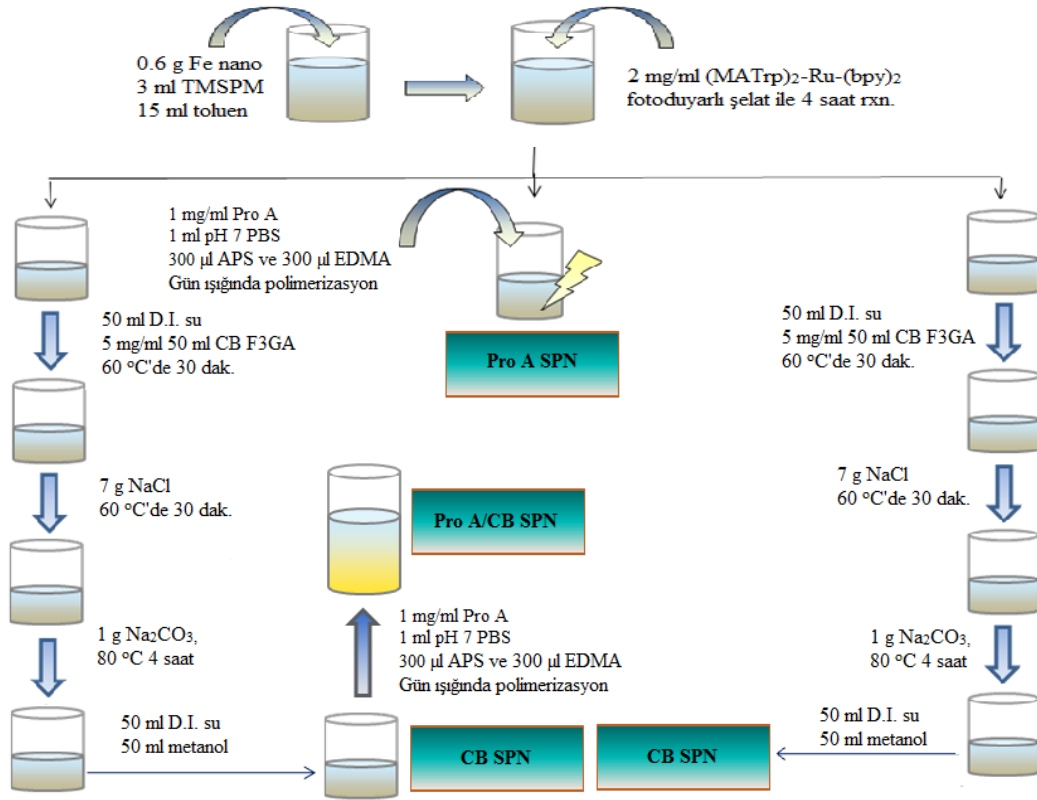 0.6 g Fe nano
3 ml TMSPM
15 ml toluen
2 mg/ml (MATrp)2-Ru-(bpy)2
fotoduyarlı şelat ile 4 saat rxn.
1 mg/ml Pro A
1 ml pH 7 PBS
300 µl APS ve 300 µl EDMA
Gün ışığında polimerizasyon
Pro A SPN
50 ml D.I. su
5 mg/ml 50 ml CB F3GA
60 °C'de 30 dak.
7 g NaCl
60 °C'de 30 dak.
1 g Na2CO3,
80 °C 4 saat
50 ml D.I. su
50 ml metanol
Pro A/CB SPN
1 mg/ml Pro A
1 ml pH 7 PBS
300 µl APS ve 300 µl EDMA
Gün ışığında polimerizasyon
CB SPN
CB SPN
50 ml D.I. su
5 mg/ml 50 ml CB F3GA
60 °C'de 30 dak.
7 g NaCl
60 °C'de 30 dak.
1 g Na2CO3,
80 °C 4 saat
50 ml D.I. su
50 ml metanol